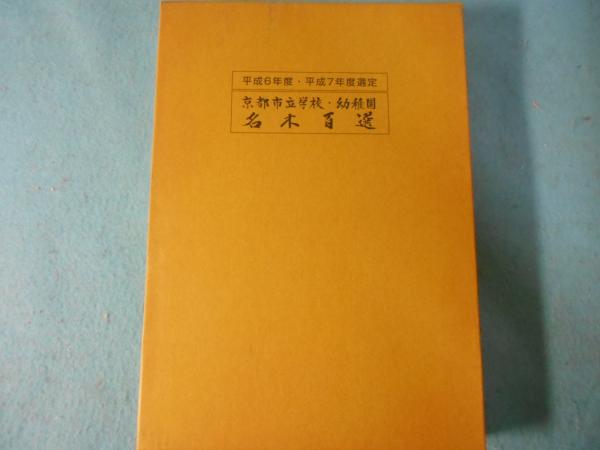 平成6年度・平成7年度選定
京都市立学校・幼稚園
名木百選